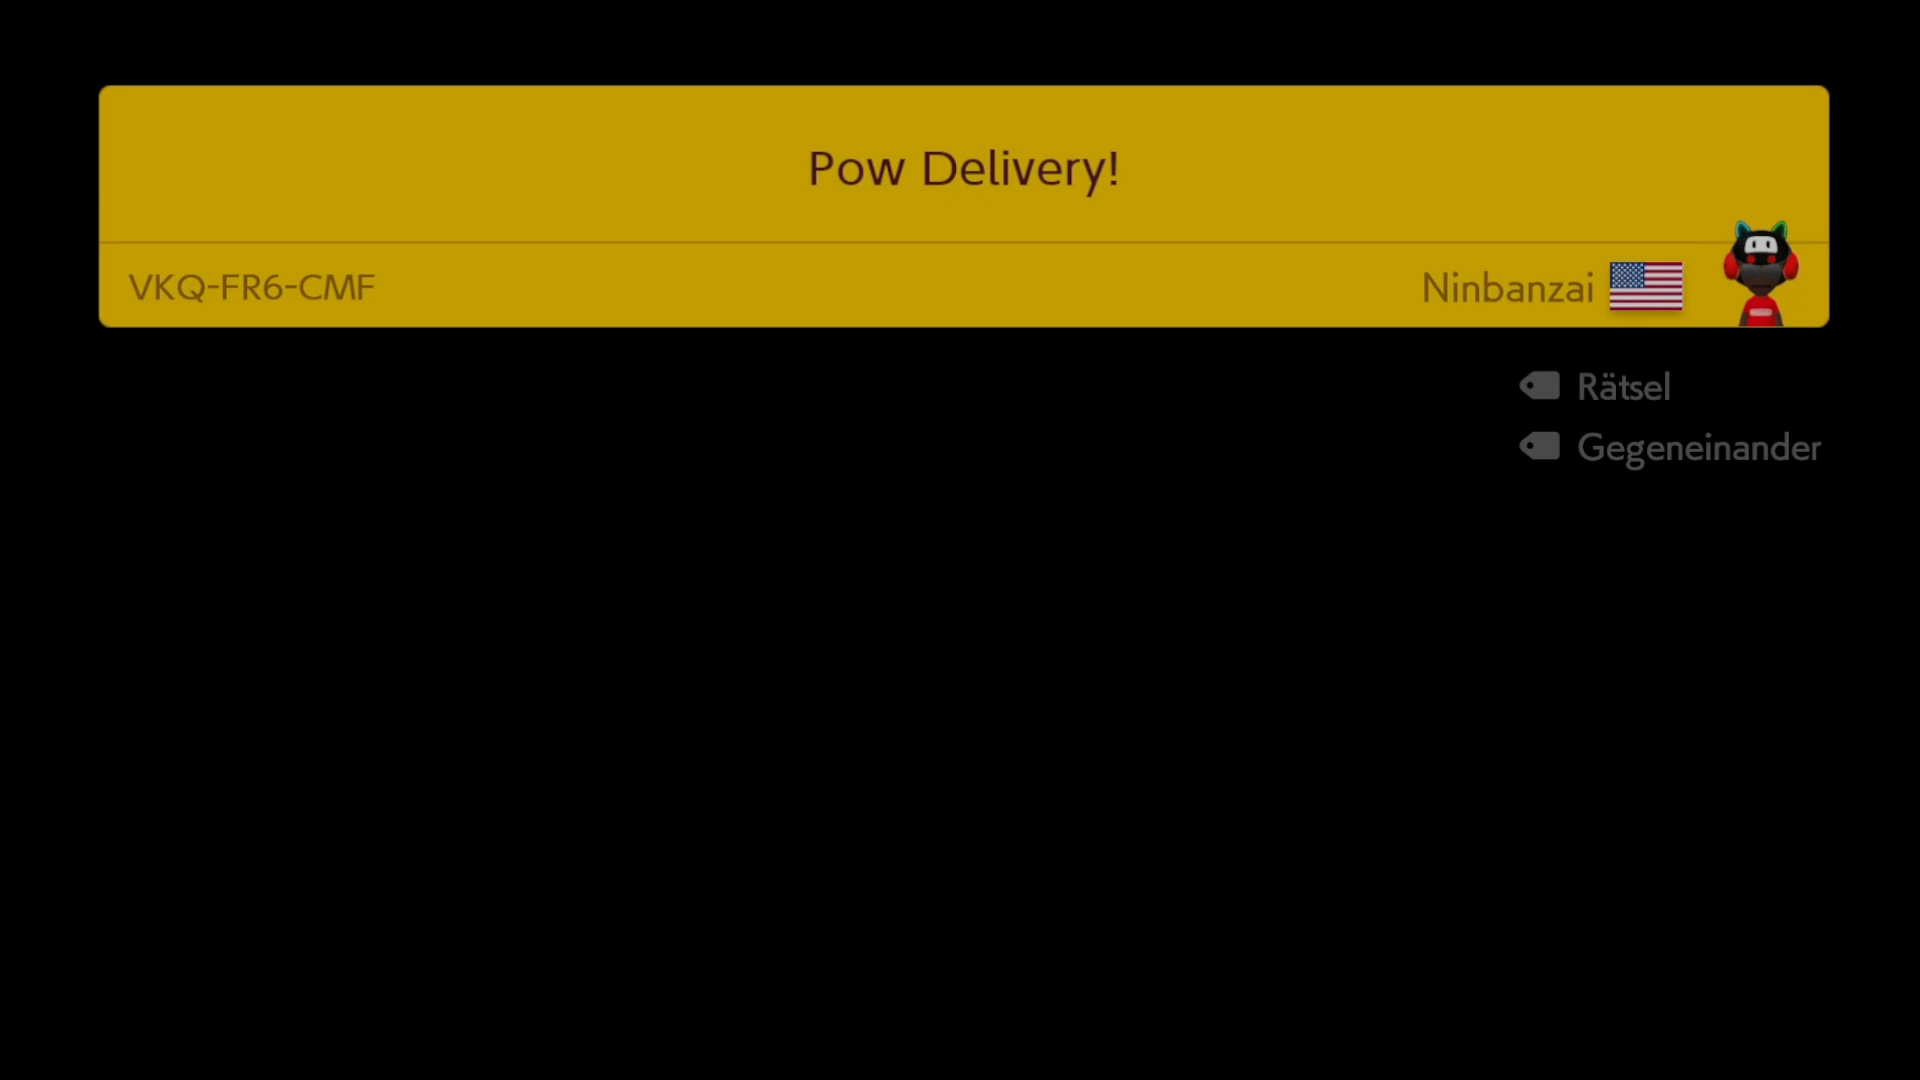 Pow Delivery!
VKQ-FR6-CMF
Ninbanzai
Rätsel
Gegeneinander